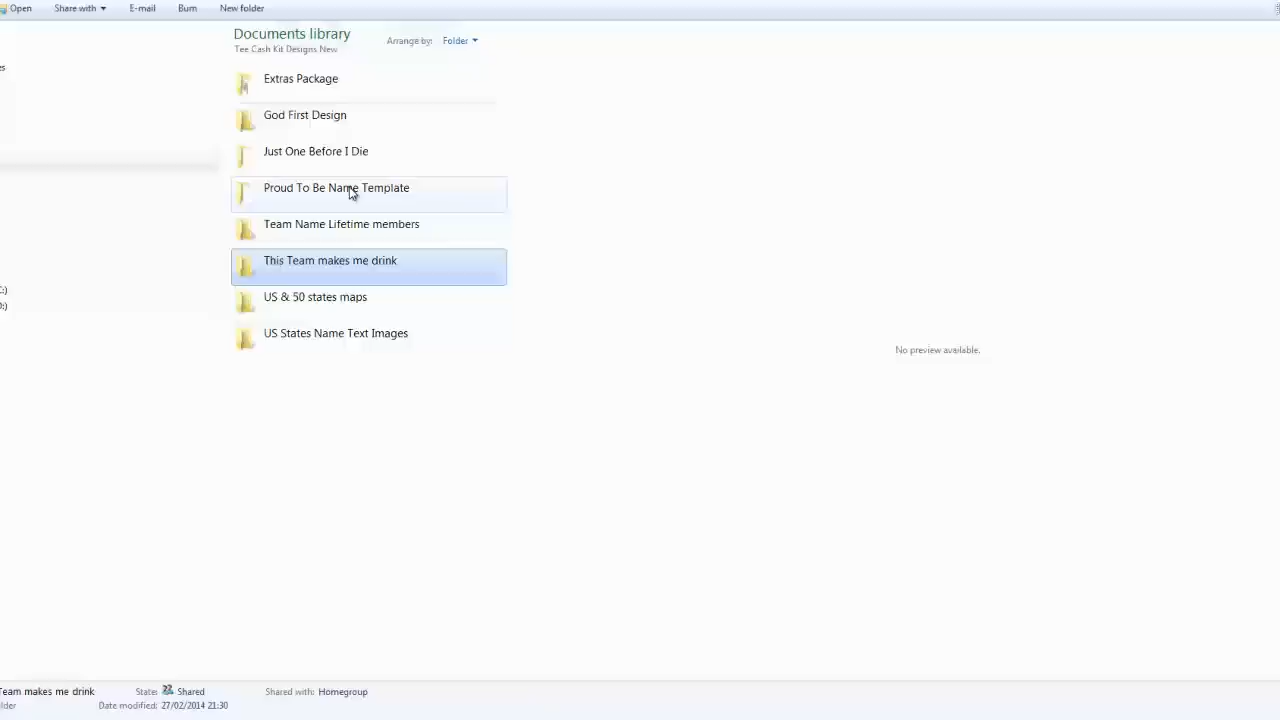 Open Share with E-mail Burn New folder
Documents library
Tee Cash Kit Designs New
Arrange by: Folder
Extras Package
God First Design
Just One Before I Die
Proud To Be Name Template
Team Name Lifetime members
This Team makes me drink
US & 50 states maps
US States Name Text Images
No preview available.
Team makes me drink State: Shared Shared with: Homegroup
Date modified: 27/02/2014 21:30